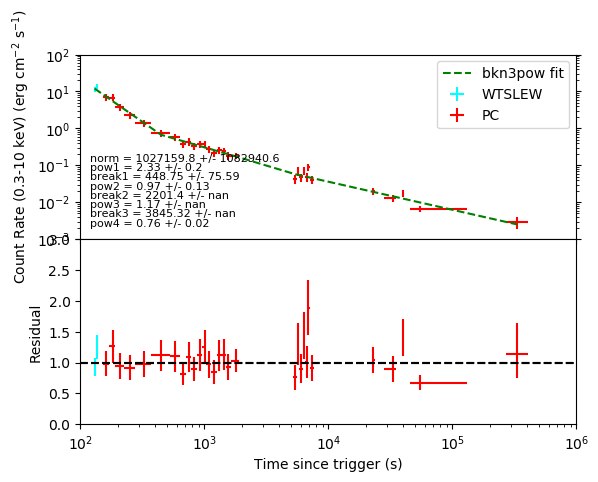 Count Rate (0.3-10 keV) (erg cm⁻² s⁻¹)
10²
10¹
10⁰
10⁻¹
10⁻²
10⁻³
bkn3pow fit
WTSLEW
PC
norm = 1027159.8 +/- 1082940.6
pow1 = 2.33 +/- 0.2
break1 = 448.75 +/- 75.59
pow2 = 0.97 +/- 0.13
break2 = 2201.4 +/- nan
pow3 = 1.17 +/- nan
break3 = 3845.32 +/- nan
pow4 = 0.76 +/- 0.02
Residual
3.0
2.5
2.0
1.5
1.0
0.5
0.0
10² 10³ 10⁴ 10⁵ 10⁶
Time since trigger (s)